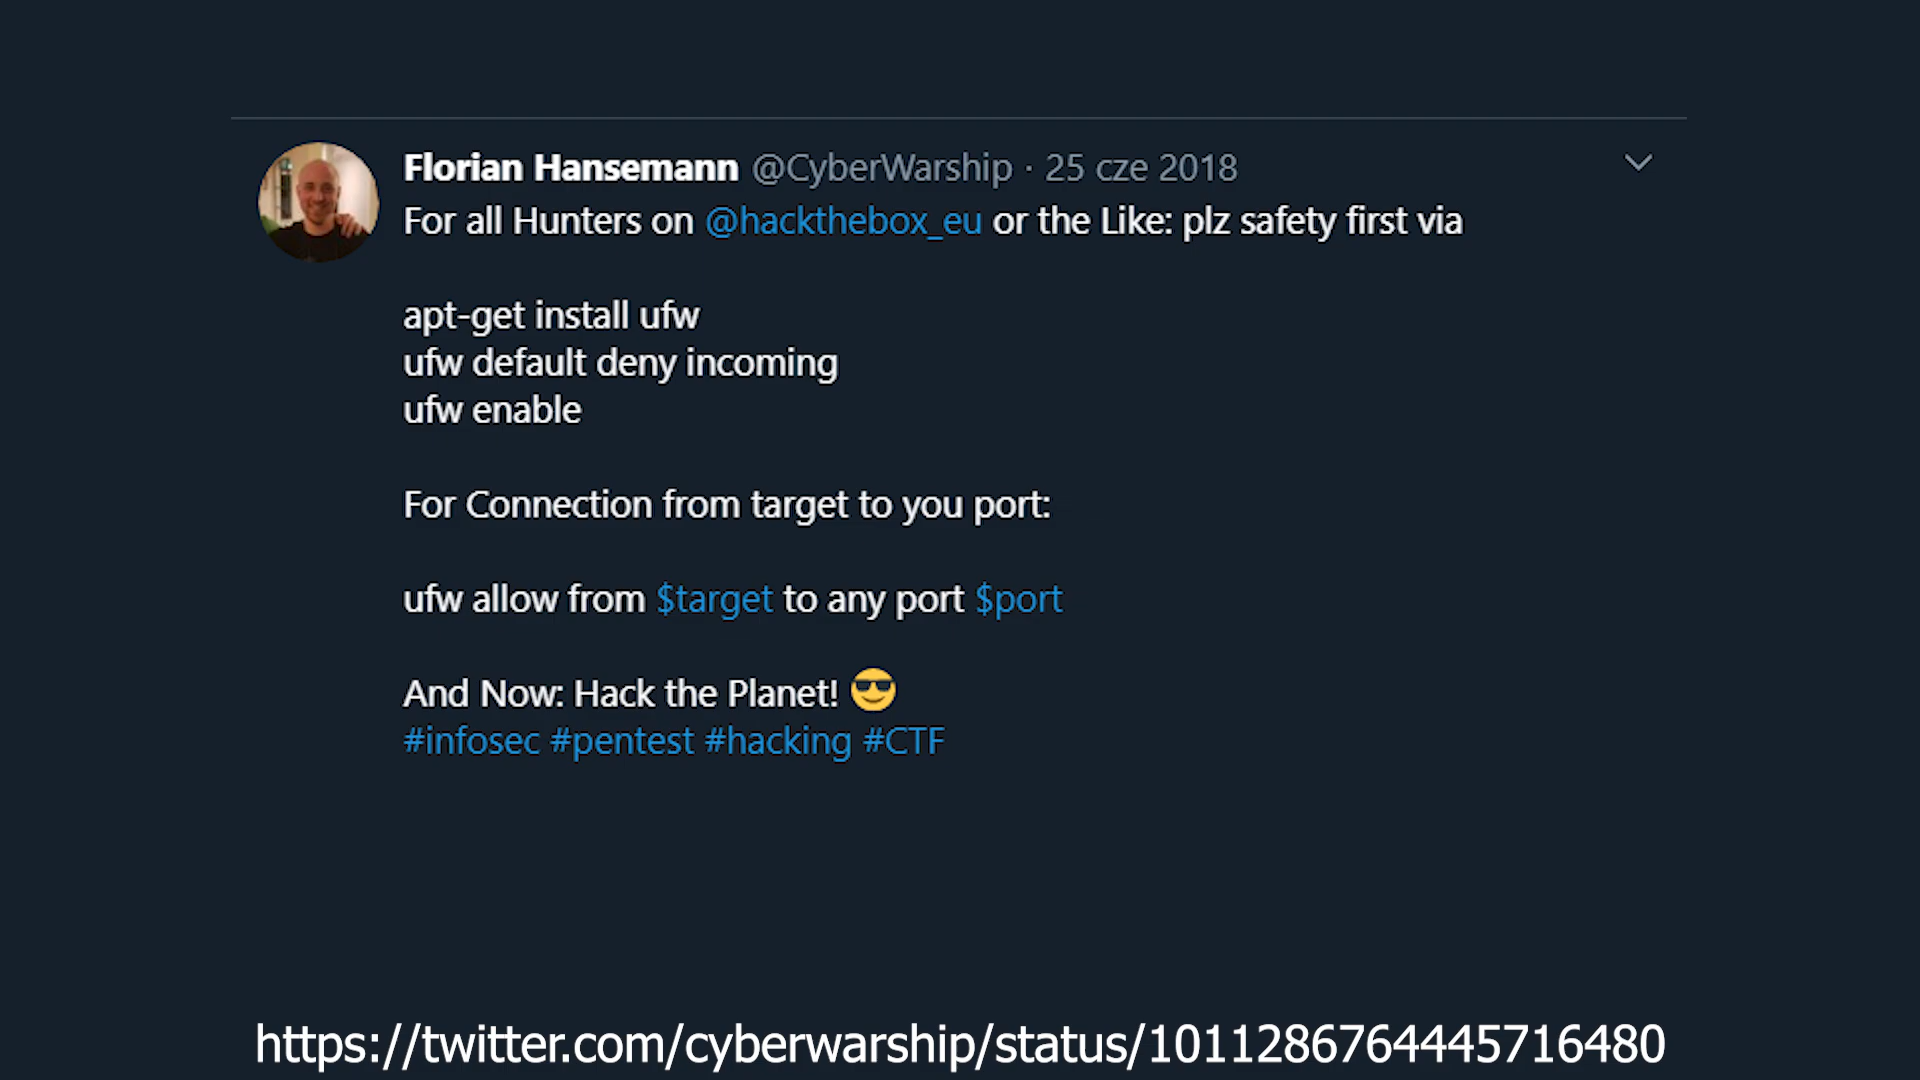 Florian Hansemann @CyberWarship · 25 cze 2018
For all Hunters on @hackthebox_eu or the Like: plz safety first via
apt-get install ufw
ufw default deny incoming
ufw enable
For Connection from target to you port:
ufw allow from $target to any port $port
And Now: Hack the Planet! 😎
#infosec #pentest #hacking #CTF
https://twitter.com/cyberwarship/status/1011286764445716480